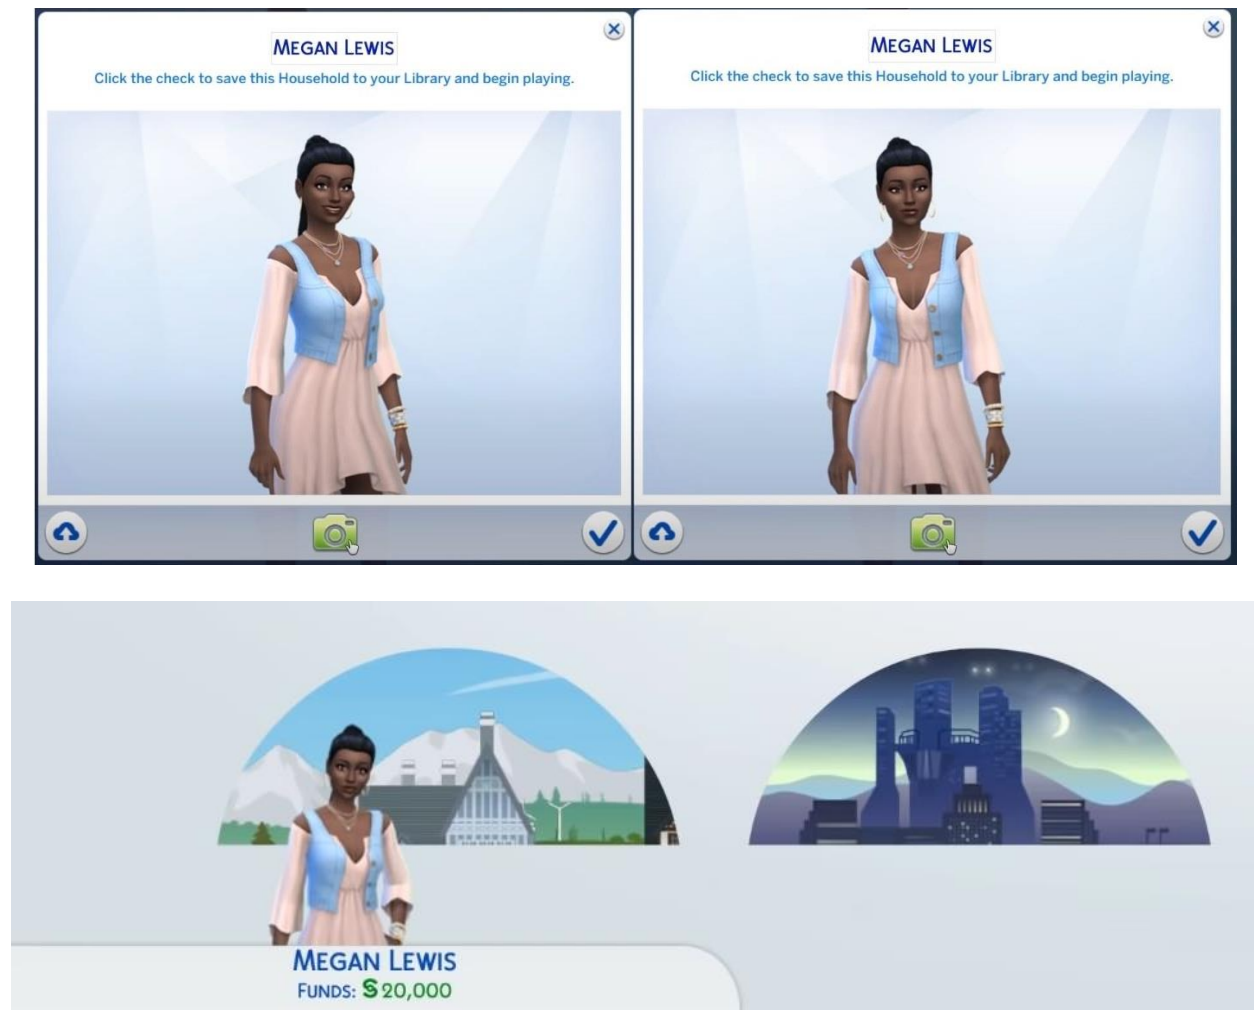 MEGAN LEWIS
Click the check to save this Household to your Library and begin playing.
MEGAN LEWIS
Click the check to save this Household to your Library and begin playing.
MEGAN LEWIS
FUNDS: §20,000